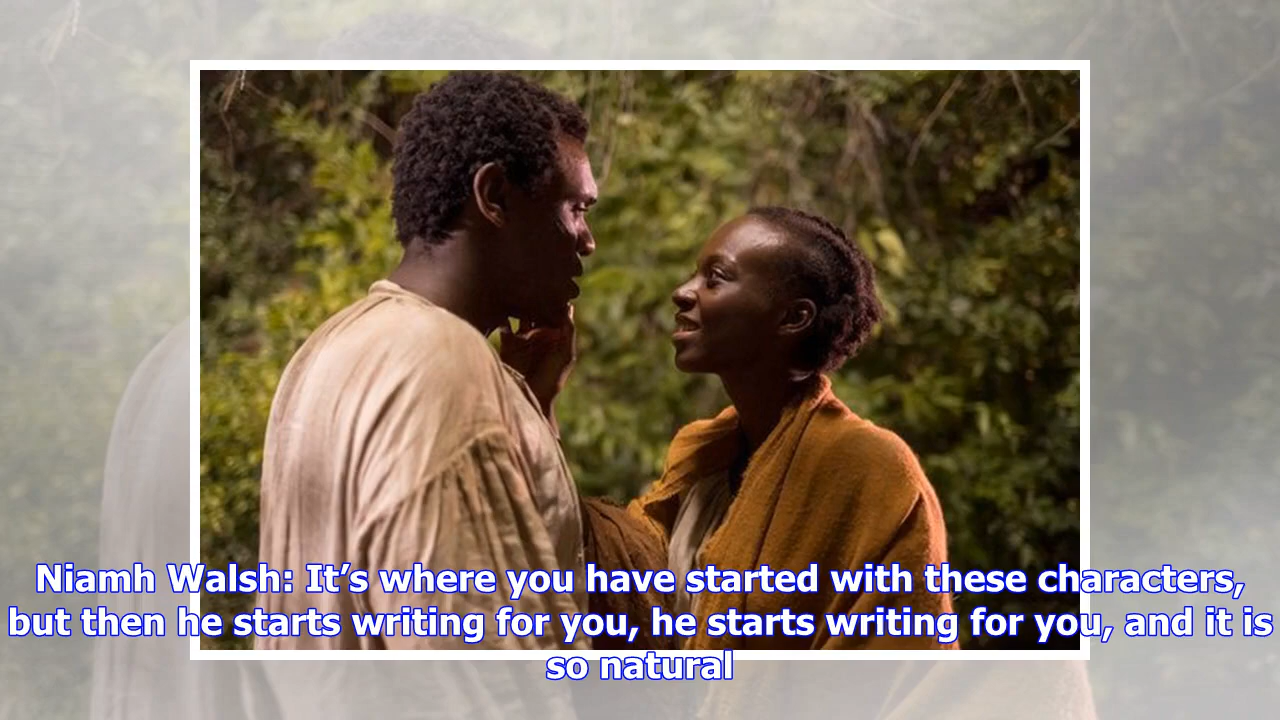 Niamh Walsh: It’s where you have started with these characters,
but then he starts writing for you, he starts writing for you, and it is
so natural